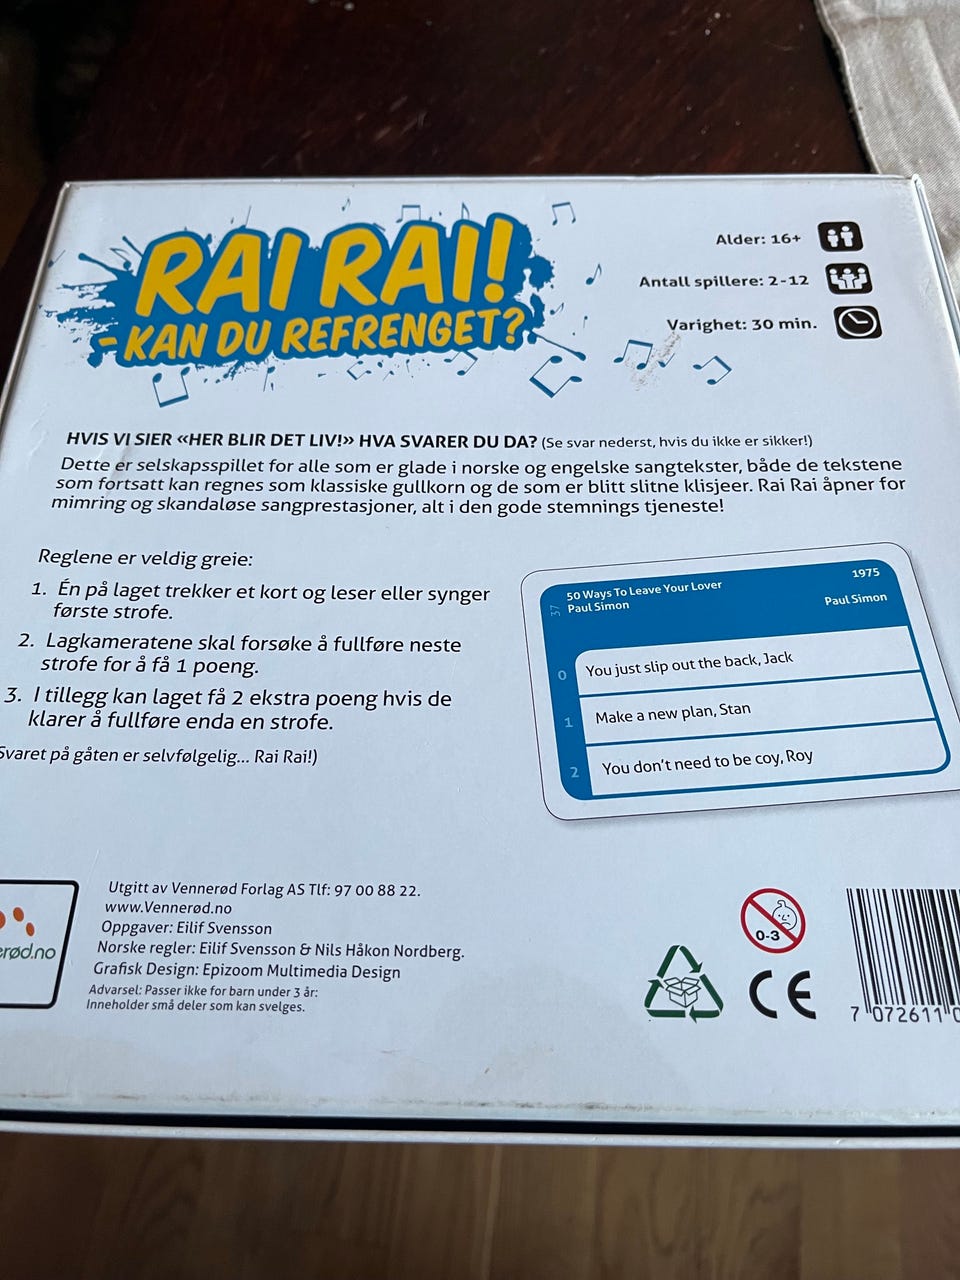 RAI RAI!
- KAN DU REFRENGET?
Alder: 16+
Antall spillere: 2-12
Varighet: 30 min.
HVIS VI SIER «HER BLIR DET LIV!» HVA SVARER DU DA? (Se svar nederst, hvis du ikke er sikker!)
Dette er selskapsspillet for alle som er glade i norske og engelske sangtekster, både de tekstene
som fortsatt kan regnes som klassiske gullkorn og de som er blitt slitne klisjeer. Rai Rai åpner for
mimring og skandaløse sangprestasjoner, alt i den gode stemnings tjeneste!
Reglene er veldig greie:
1. Én på laget trekker et kort og leser eller synger
første strofe.
2. Lagkameratene skal forsøke å fullføre neste
strofe for å få 1 poeng.
3. I tillegg kan laget få 2 ekstra poeng hvis de
klarer å fullføre enda en strofe.
Svaret på gåten er selvfølgelig... Rai Rai!)
37
50 Ways To Leave Your Lover
Paul Simon
1975
Paul Simon
0 You just slip out the back, Jack
1 Make a new plan, Stan
2 You don't need to be coy, Roy
erød.no
Utgitt av Vennerød Forlag AS Tlf: 97 00 88 22.
www.Vennerød.no
Oppgaver: Eilif Svensson
Norske regler: Eilif Svensson & Nils Håkon Nordberg.
Grafisk Design: Epizoom Multimedia Design
Advarsel: Passer ikke for barn under 3 år:
Inneholder små deler som kan svelges.
0-3
CE
7 072611 0